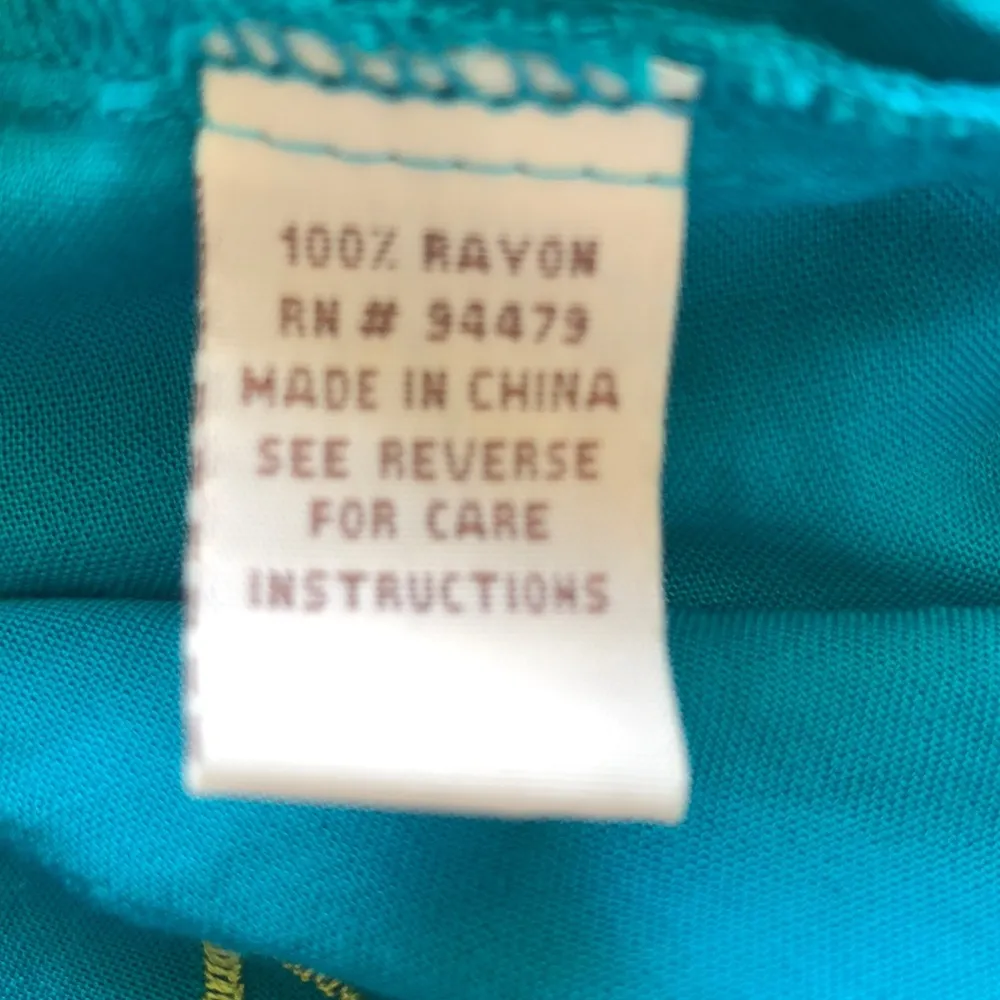 100% RAYON
RN # 94479
MADE IN CHINA
SEE REVERSE
FOR CARE
INSTRUCTIONS